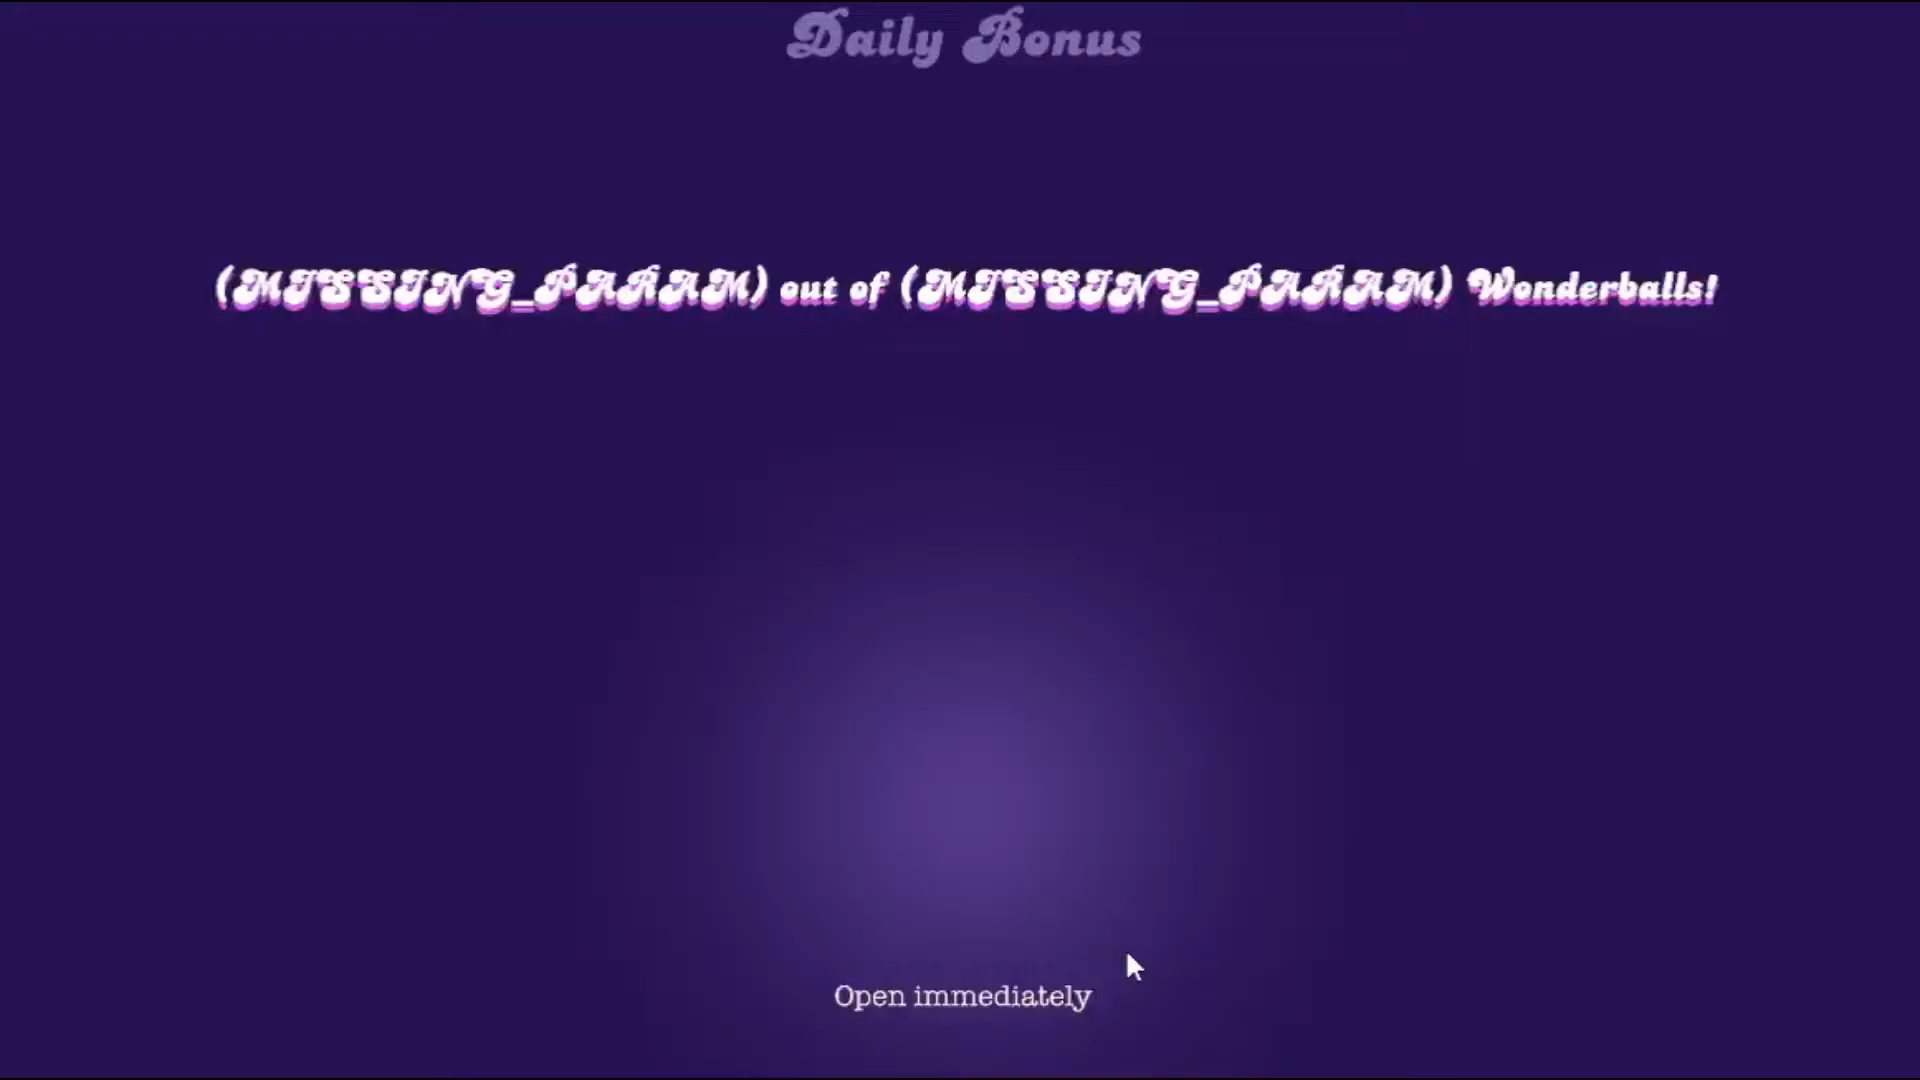 Daily Bonus
(MISSING_PARAM) out of (MISSING_PARAM) Wonderballs!
Open immediately